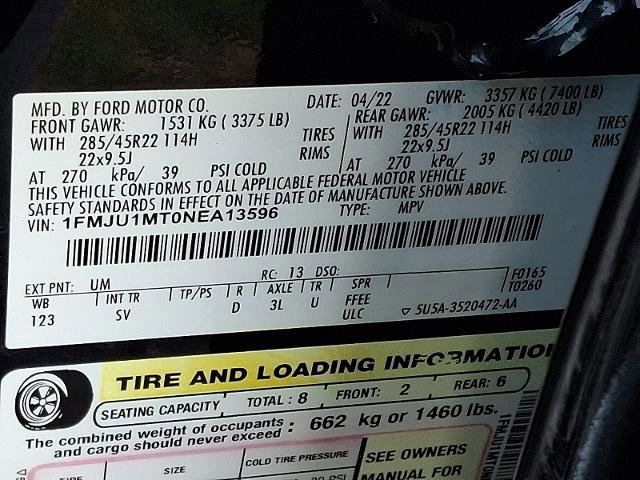 MFD. BY FORD MOTOR CO. DATE: 04/22 GVWR: 3357 KG (7400 LB)
FRONT GAWR: 1531 KG (3375 LB) REAR GAWR: 2005 KG (4420 LB)
WITH 285/45R22 114H TIRES WITH 285/45R22 114H TIRES
22x9.5J RIMS 22x9.5J RIMS
AT 270 kPa/ 39 PSI COLD AT 270 kPa/ 39 PSI COLD
THIS VEHICLE CONFORMS TO ALL APPLICABLE FEDERAL MOTOR VEHICLE
SAFETY STANDARDS IN EFFECT ON THE DATE OF MANUFACTURE SHOWN ABOVE.
VIN: 1FMJU1MT0NEA13596 TYPE: MPV
EXT PNT: UM RC: 13 DSO: F0165
WB INT TR TP/PS R AXLE TR SPR T0260
123 SV D 3L U FFEE
ULC 5U5A-3520472-AA
TIRE AND LOADING INFORMATION
SEATING CAPACITY TOTAL: 8 FRONT: 2 REAR: 6
The combined weight of occupants
and cargo should never exceed : 662 kg or 1460 lbs.
TIRE SIZE COLD TIRE PRESSURE SEE OWNERS
PSI MANUAL FOR